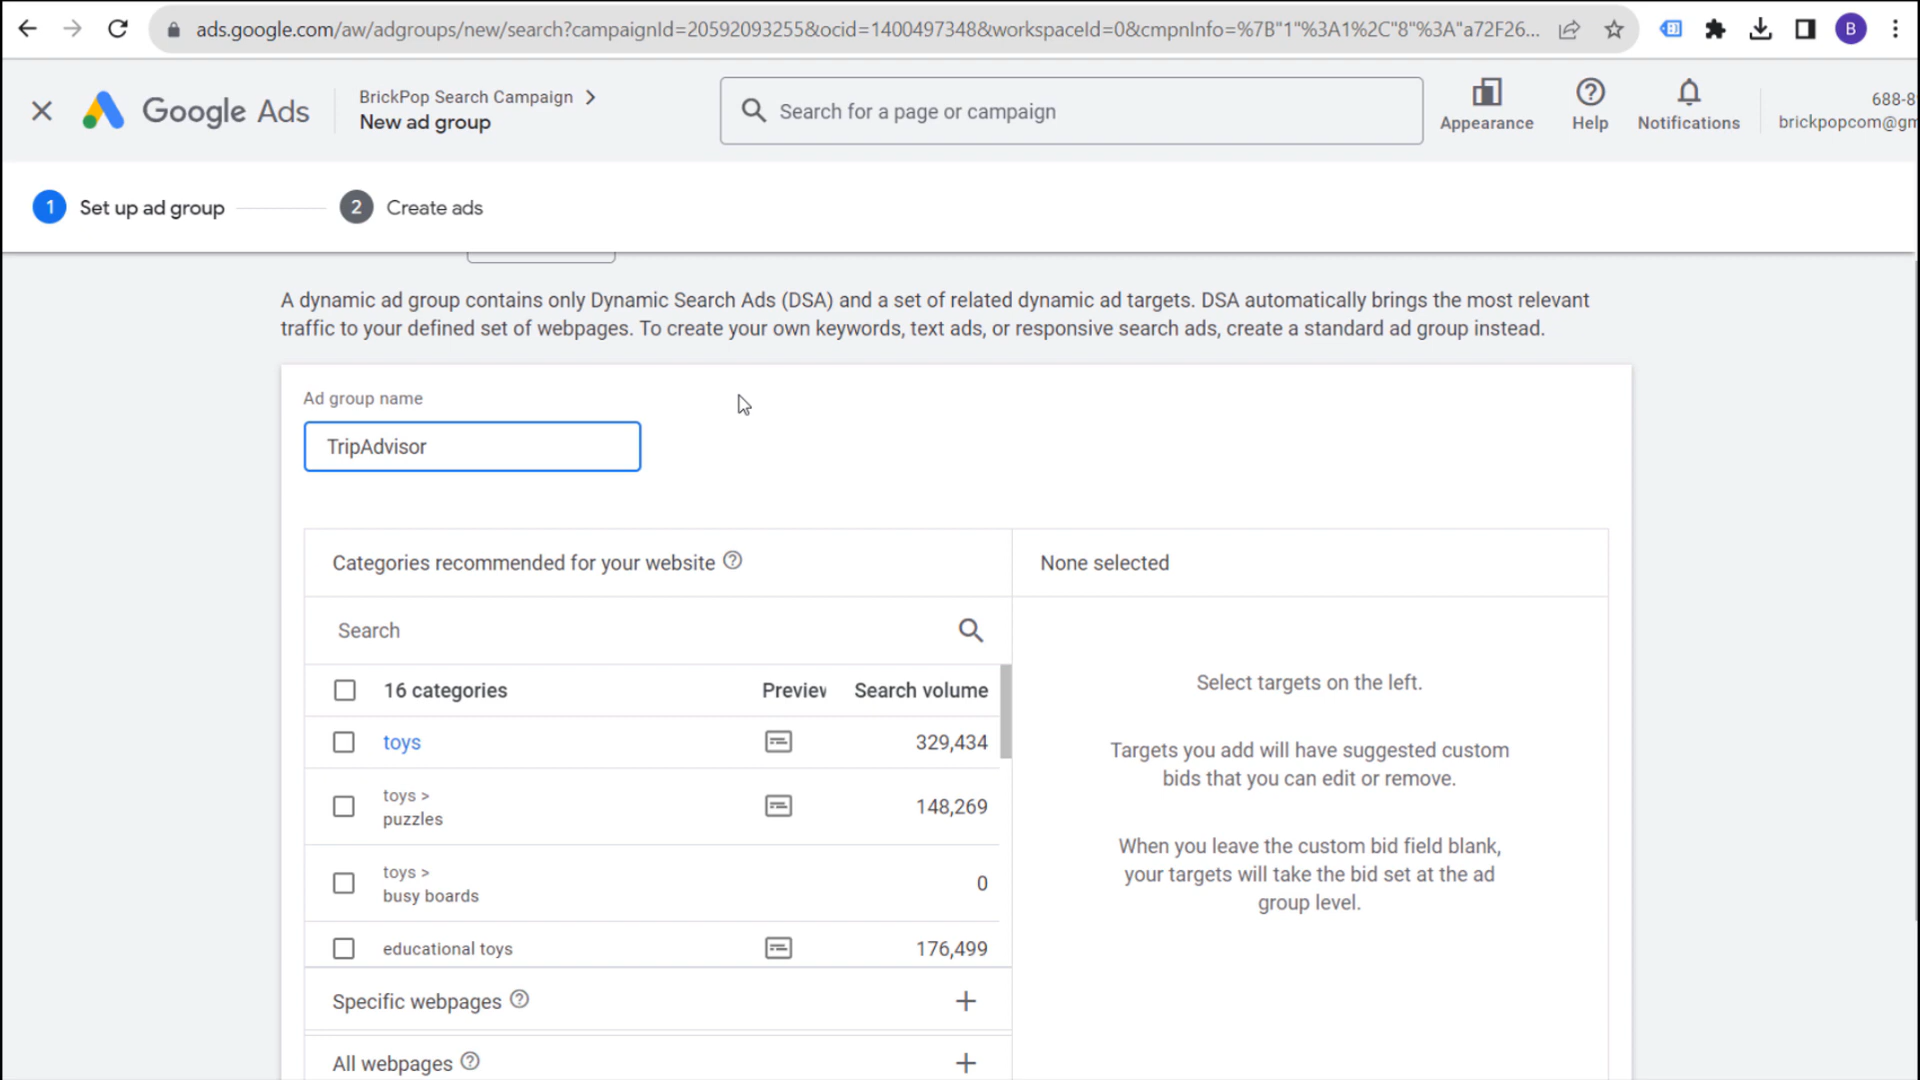 ads.google.com/aw/adgroups/new/search?campaignId=20592093255&ocid=1400497348&workspaceId=0&cmpnInfo=%7B"1"%3A1%2C"8"%3A"a72F26...
B
Google Ads
BrickPop Search Campaign
New ad group
Search for a page or campaign
Appearance
Help
Notifications
688-8
brickpopcom@gm
1 Set up ad group
2 Create ads
A dynamic ad group contains only Dynamic Search Ads (DSA) and a set of related dynamic ad targets. DSA automatically brings the most relevant
traffic to your defined set of webpages. To create your own keywords, text ads, or responsive search ads, create a standard ad group instead.
Ad group name
TripAdvisor
Categories recommended for your website
None selected
Search
16 categories Preview Search volume
toys 329,434
toys >
puzzles 148,269
toys >
busy boards 0
educational toys 176,499
Select targets on the left.
Targets you add will have suggested custom
bids that you can edit or remove.
When you leave the custom bid field blank,
your targets will take the bid set at the ad
group level.
Specific webpages
All webpages